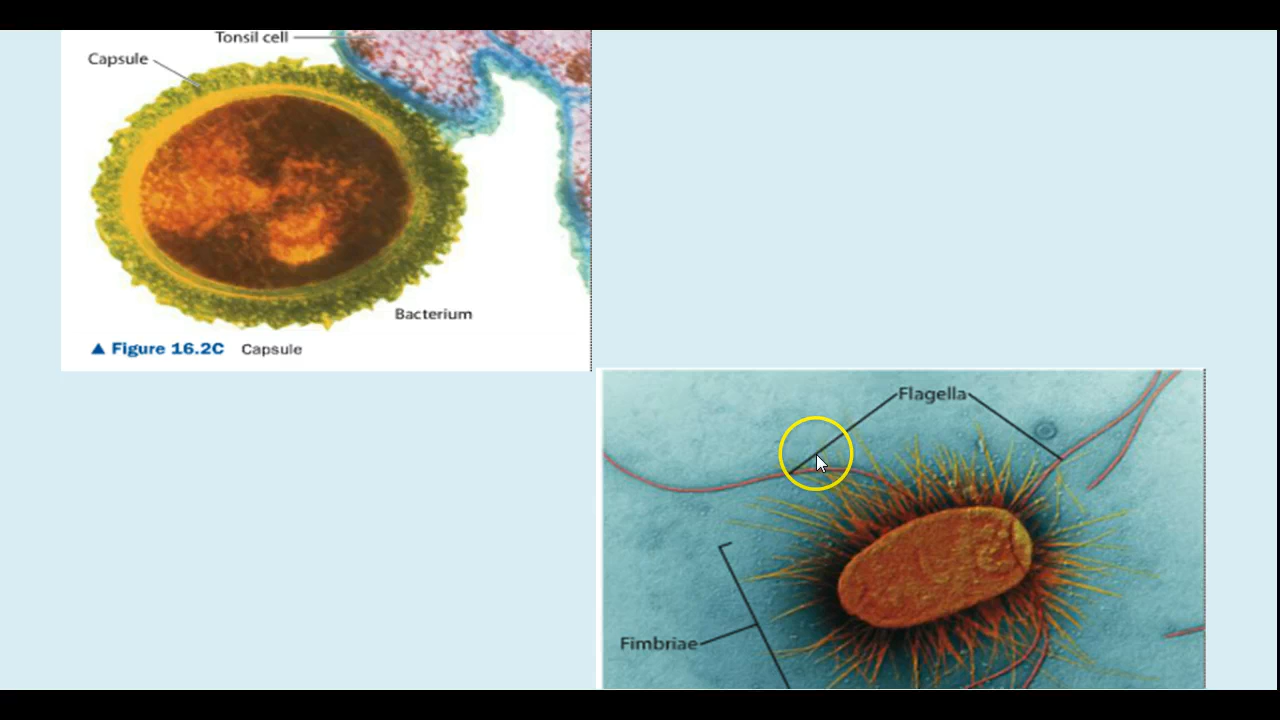 Tonsil cell
Capsule
Bacterium
▲ Figure 16.2C Capsule
Flagella
Fimbriae